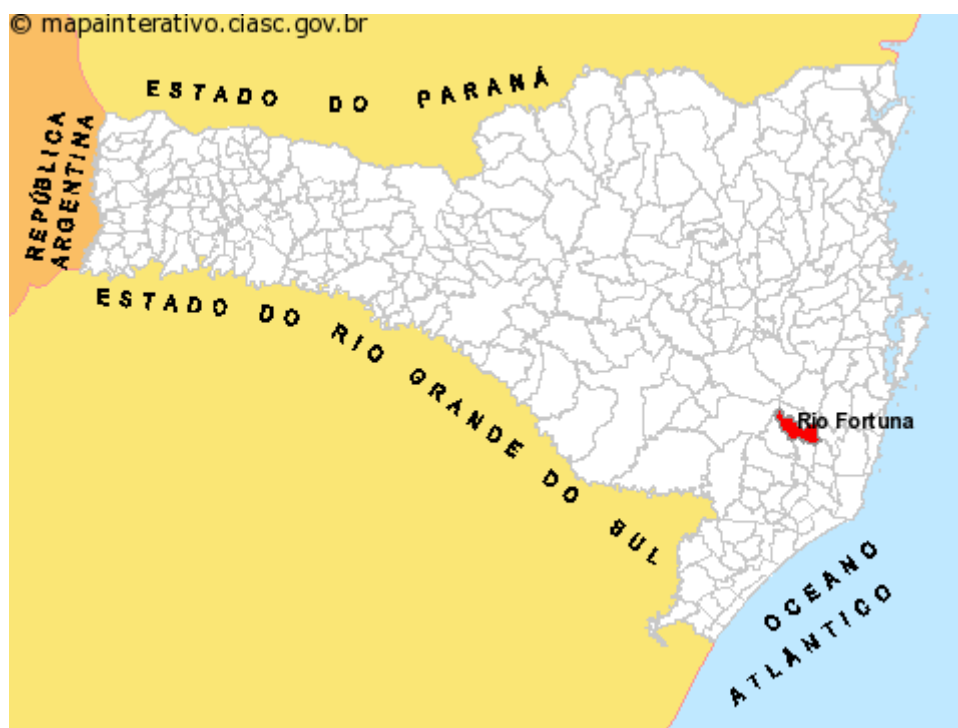 © mapainterativo.ciasc.gov.br
ESTADO DO PARANÁ
REPÚBLICA
ARGENTINA
ESTADO DO RIO GRANDE DO SUL
Rio Fortuna
OCEANO
ATLÂNTICO